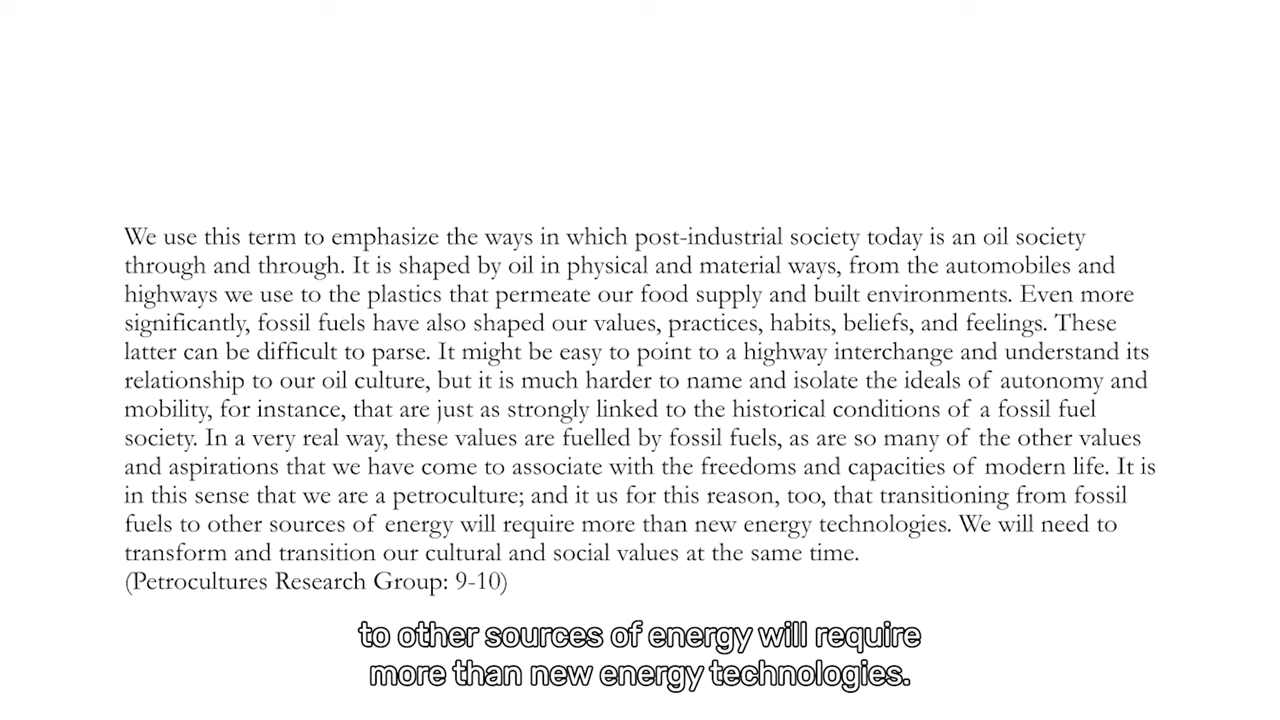 We use this term to emphasize the ways in which post-industrial society today is an oil society
through and through. It is shaped by oil in physical and material ways, from the automobiles and
highways we use to the plastics that permeate our food supply and built environments. Even more
significantly, fossil fuels have also shaped our values, practices, habits, beliefs, and feelings. These
latter can be difficult to parse. It might be easy to point to a highway interchange and understand its
relationship to our oil culture, but it is much harder to name and isolate the ideals of autonomy and
mobility, for instance, that are just as strongly linked to the historical conditions of a fossil fuel
society. In a very real way, these values are fuelled by fossil fuels, as are so many of the other values
and aspirations that we have come to associate with the freedoms and capacities of modern life. It is
in this sense that we are a petroculture; and it us for this reason, too, that transitioning from fossil
fuels to other sources of energy will require more than new energy technologies. We will need to
transform and transition our cultural and social values at the same time.
(Petrocultures Research Group: 9-10)
to other sources of energy will require
more than new energy technologies.